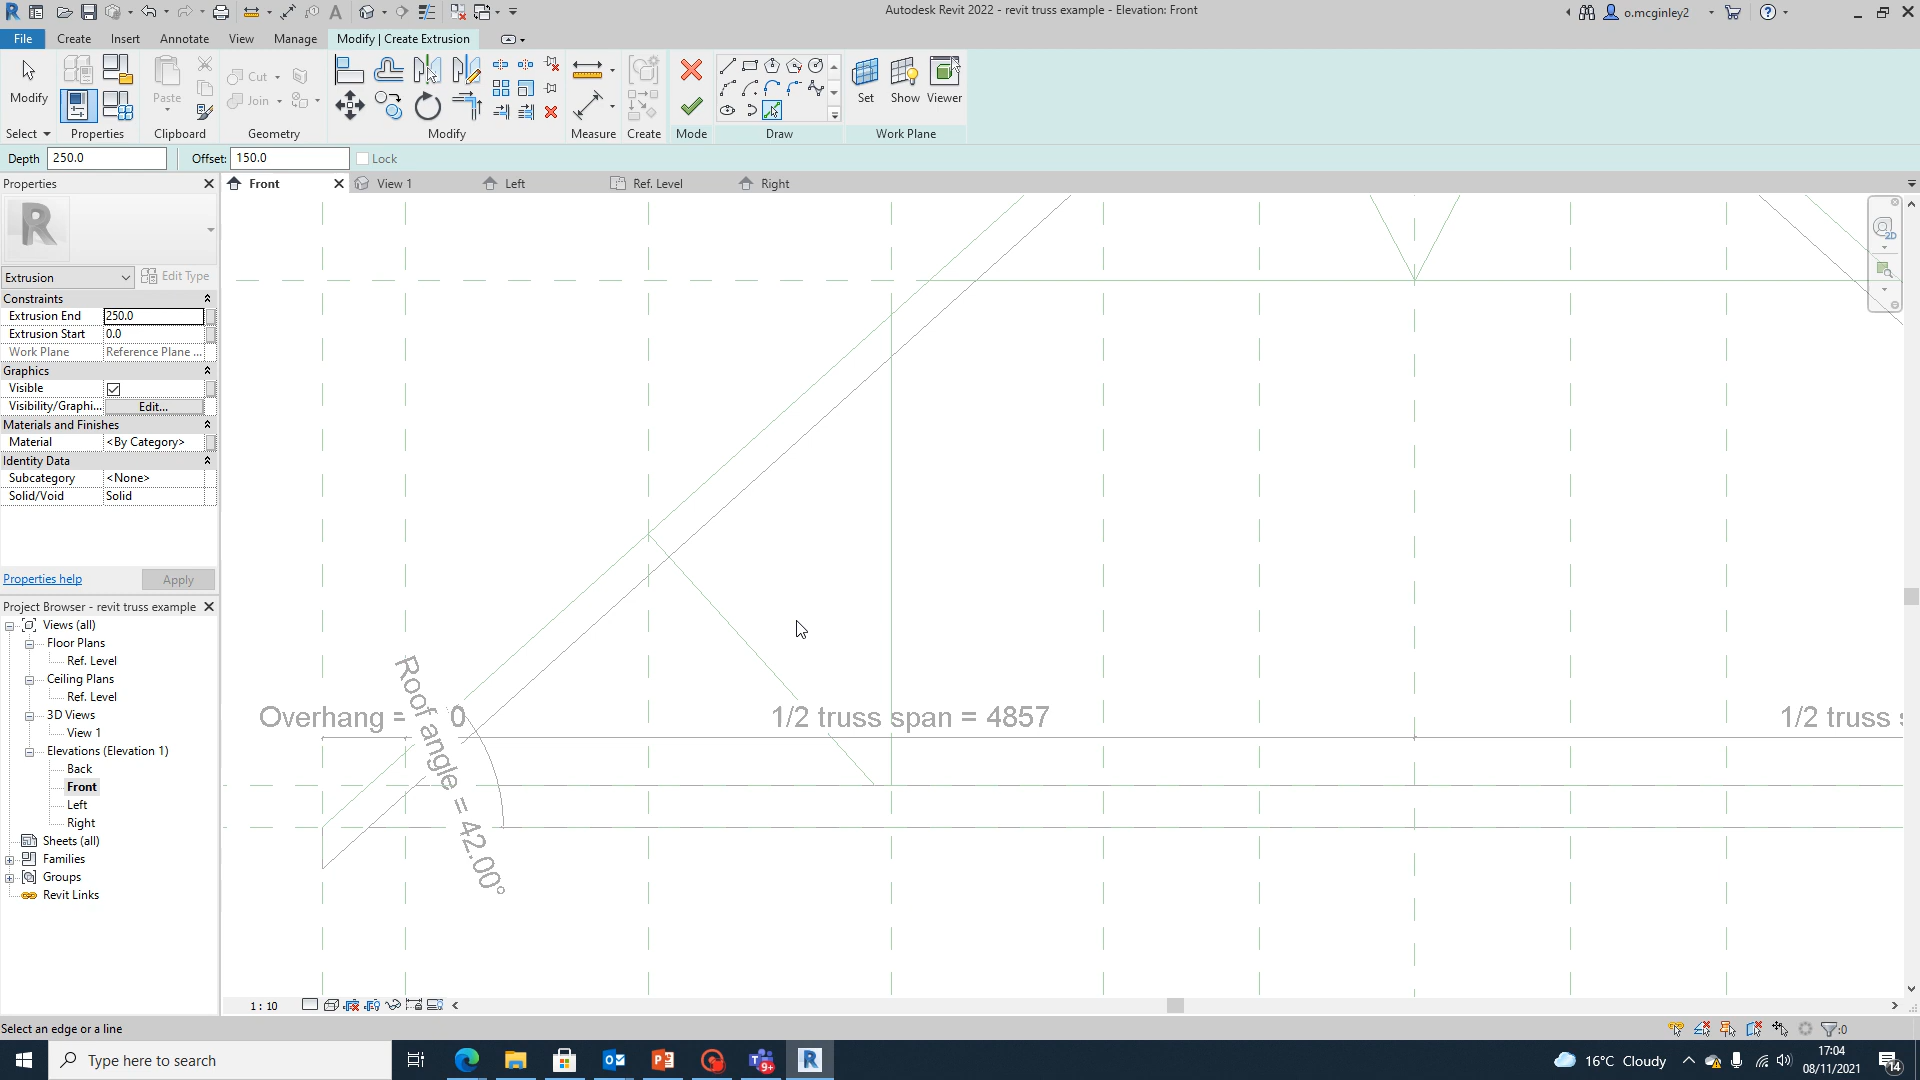 Autodesk Revit 2022 - revit truss example - Elevation: Front
o.mcginley2
File Create Insert Annotate View Manage Modify | Create Extrusion
Modify
Paste
Cut
Join
Set Show Viewer
Select Properties Clipboard Geometry Modify Measure Create Mode Draw Work Plane
Depth 250.0 Offset: 150.0 Lock
Properties
Front View 1 Left Ref. Level Right
Extrusion Edit Type
Constraints
Extrusion End 250.0
Extrusion Start 0.0
Work Plane Reference Plane ...
Graphics
Visible
Visibility/Graphi... Edit...
Materials and Finishes
Material <By Category>
Identity Data
Subcategory <None>
Solid/Void Solid
Properties help Apply
Project Browser - revit truss example
Views (all)
Floor Plans
Ref. Level
Ceiling Plans
Ref. Level
3D Views
View 1
Elevations (Elevation 1)
Back
Front
Left
Right
Sheets (all)
Families
Groups
Revit Links
Overhang = 0
Roof angle = 42.00°
1/2 truss span = 4857
1/2 truss s
2D
1 : 10
Select an edge or a line
:0
Type here to search
9+
16°C Cloudy
17:04
08/11/2021
14